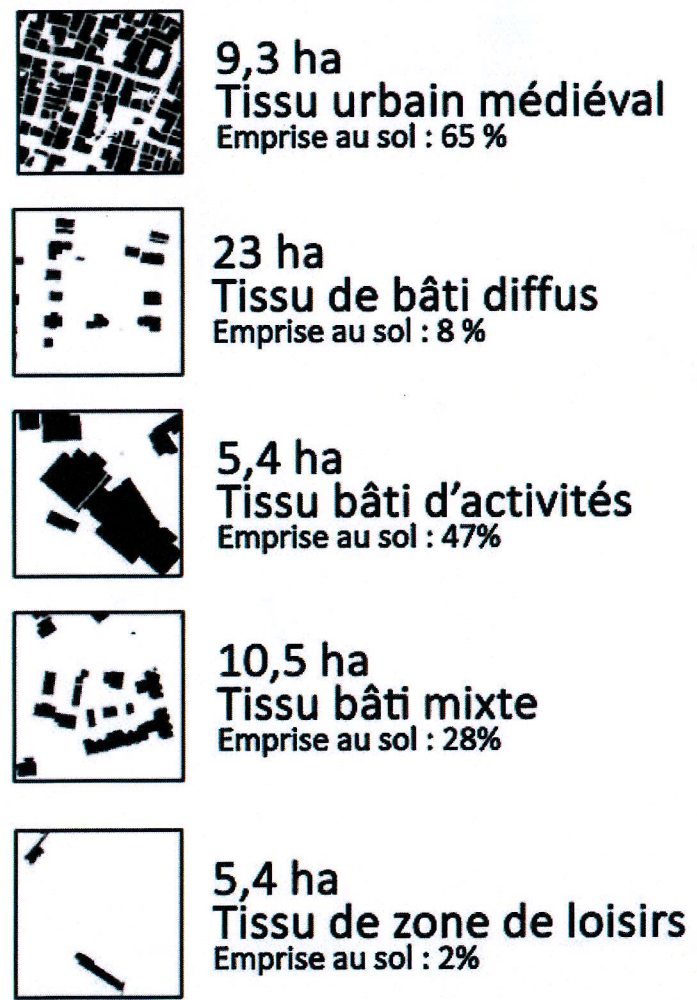 9,3 ha
Tissu urbain médiéval
Emprise au sol : 65 %
23 ha
Tissu de bâti diffus
Emprise au sol : 8 %
5,4 ha
Tissu bâti d'activités
Emprise au sol : 47%
10,5 ha
Tissu bâti mixte
Emprise au sol : 28%
5,4 ha
Tissu de zone de loisirs
Emprise au sol : 2%